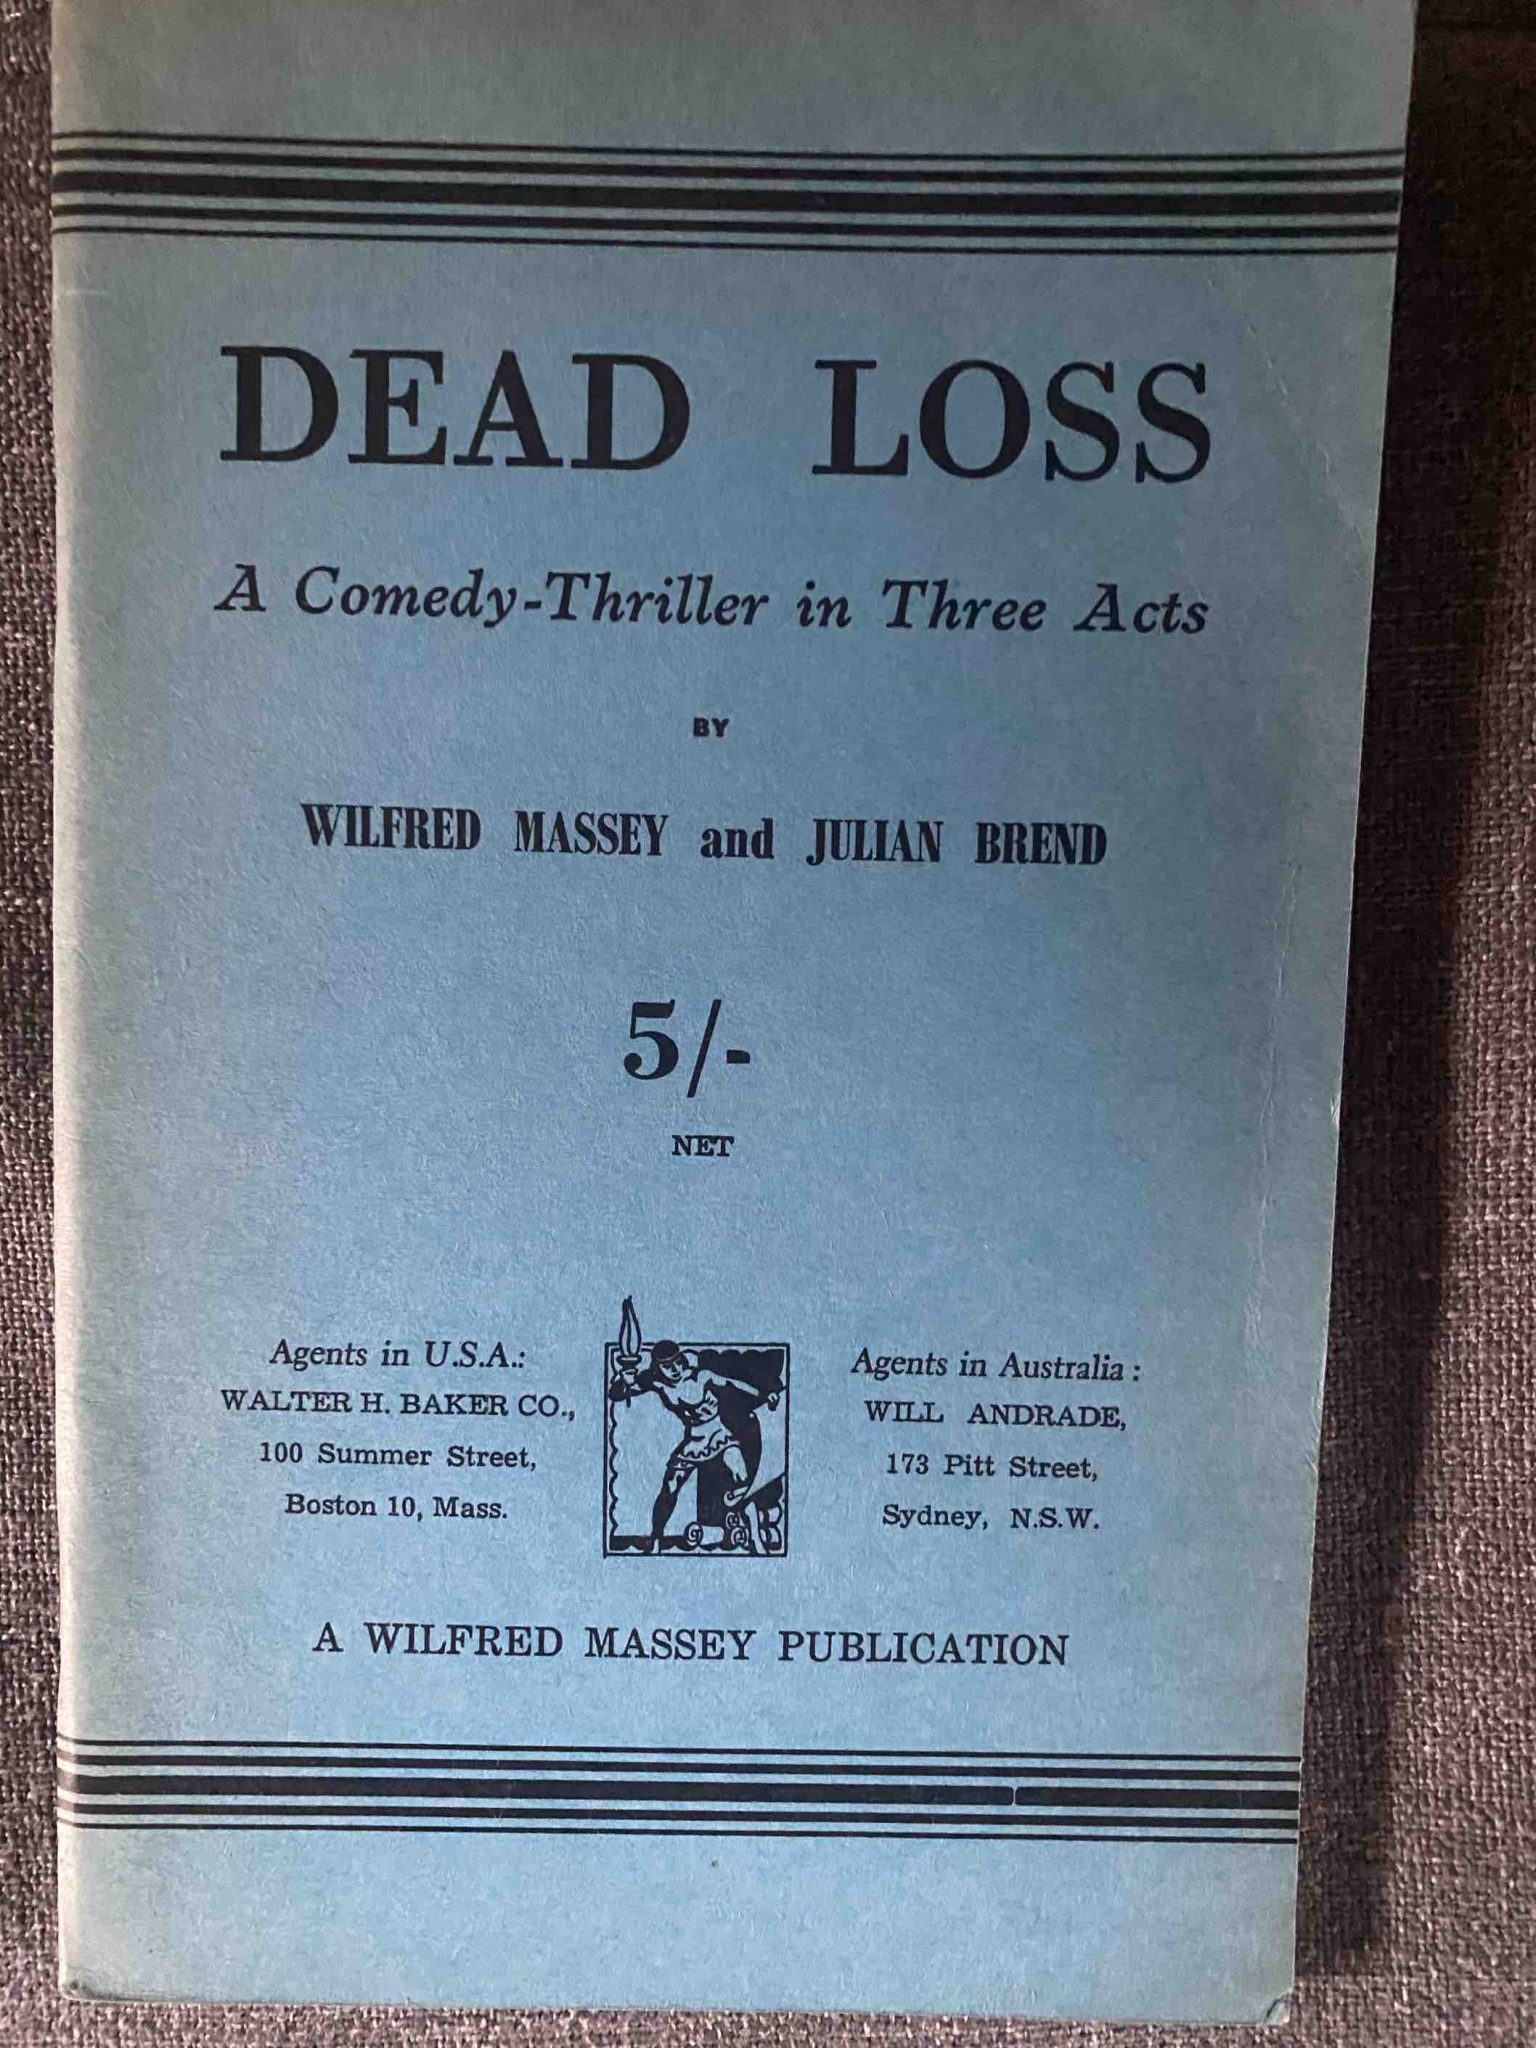 DEAD LOSS
A Comedy-Thriller in Three Acts
BY
WILFRED MASSEY and JULIAN BREND
5/-
NET
Agents in U.S.A.:
WALTER H. BAKER CO.,
100 Summer Street,
Boston 10, Mass.
Agents in Australia :
WILL ANDRADE,
173 Pitt Street,
Sydney, N.S.W.
A WILFRED MASSEY PUBLICATION